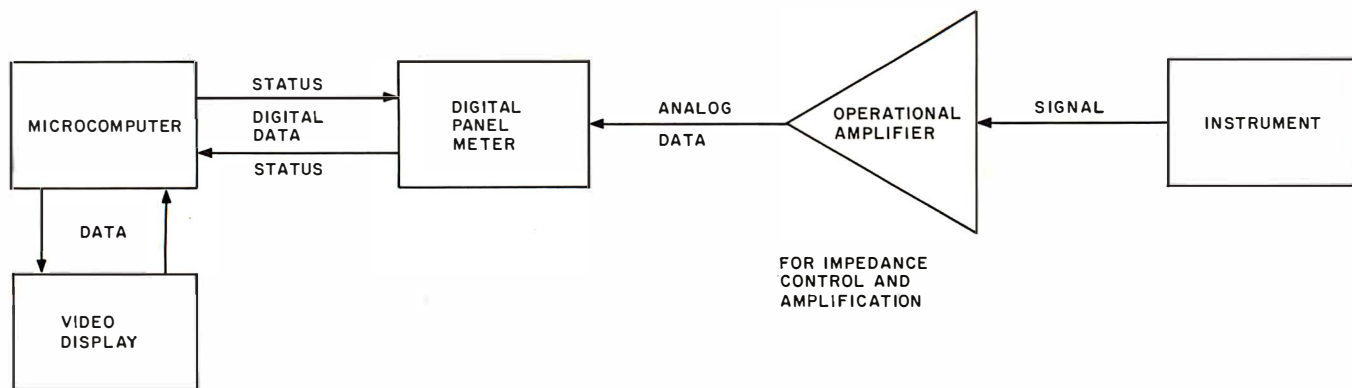 MICROCOMPUTER
STATUS
DIGITAL
DATA
STATUS
DIGITAL
PANEL
METER
ANALOG
DATA
OPERATIONAL
AMPLIFIER
SIGNAL
INSTRUMENT
DATA
VIDEO
DISPLAY
FOR IMPEDANCE
CONTROL AND
AMPLIFICATION